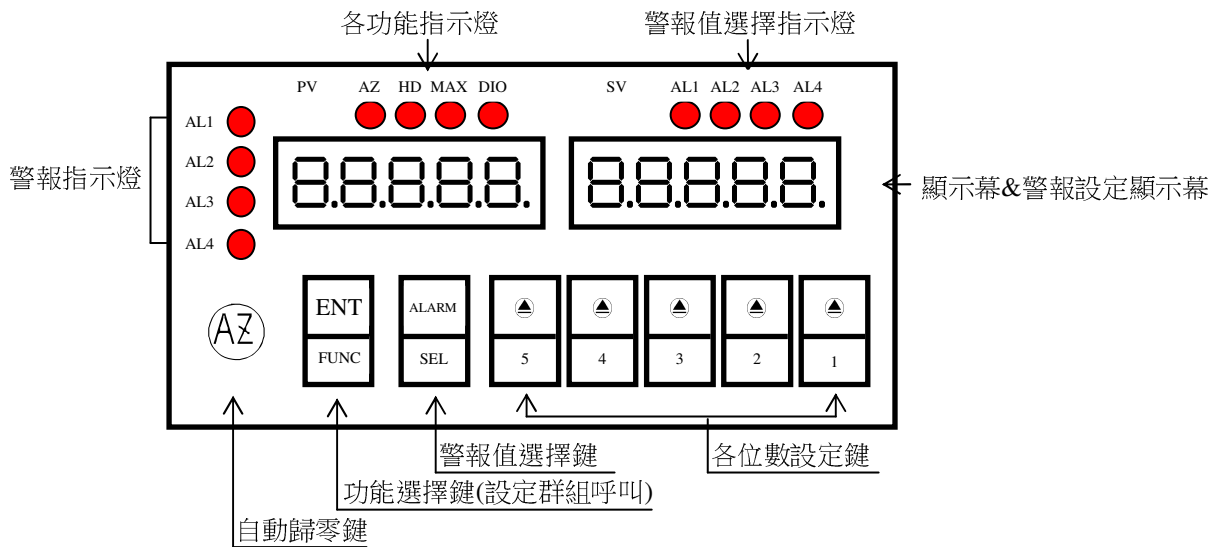 各功能指示燈 警報值選擇指示燈
PV AZ HD MAX DIO SV AL1 AL2 AL3 AL4
AL1
AL2
AL3
AL4
警報指示燈
8.8.8.8.8. 8.8.8.8.8.
顯示幕&警報設定顯示幕
AZ
ENT ALARM
FUNC SEL 5 4 3 2 1
警報值選擇鍵 各位數設定鍵
功能選擇鍵(設定群組呼叫)
自動歸零鍵